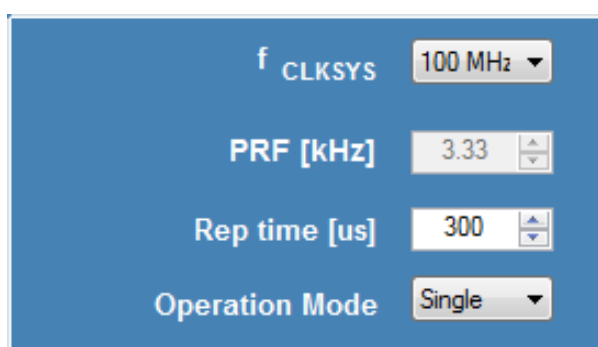 f CLKSYS 100 MHz
PRF [kHz] 3.33
Rep time [us] 300
Operation Mode Single